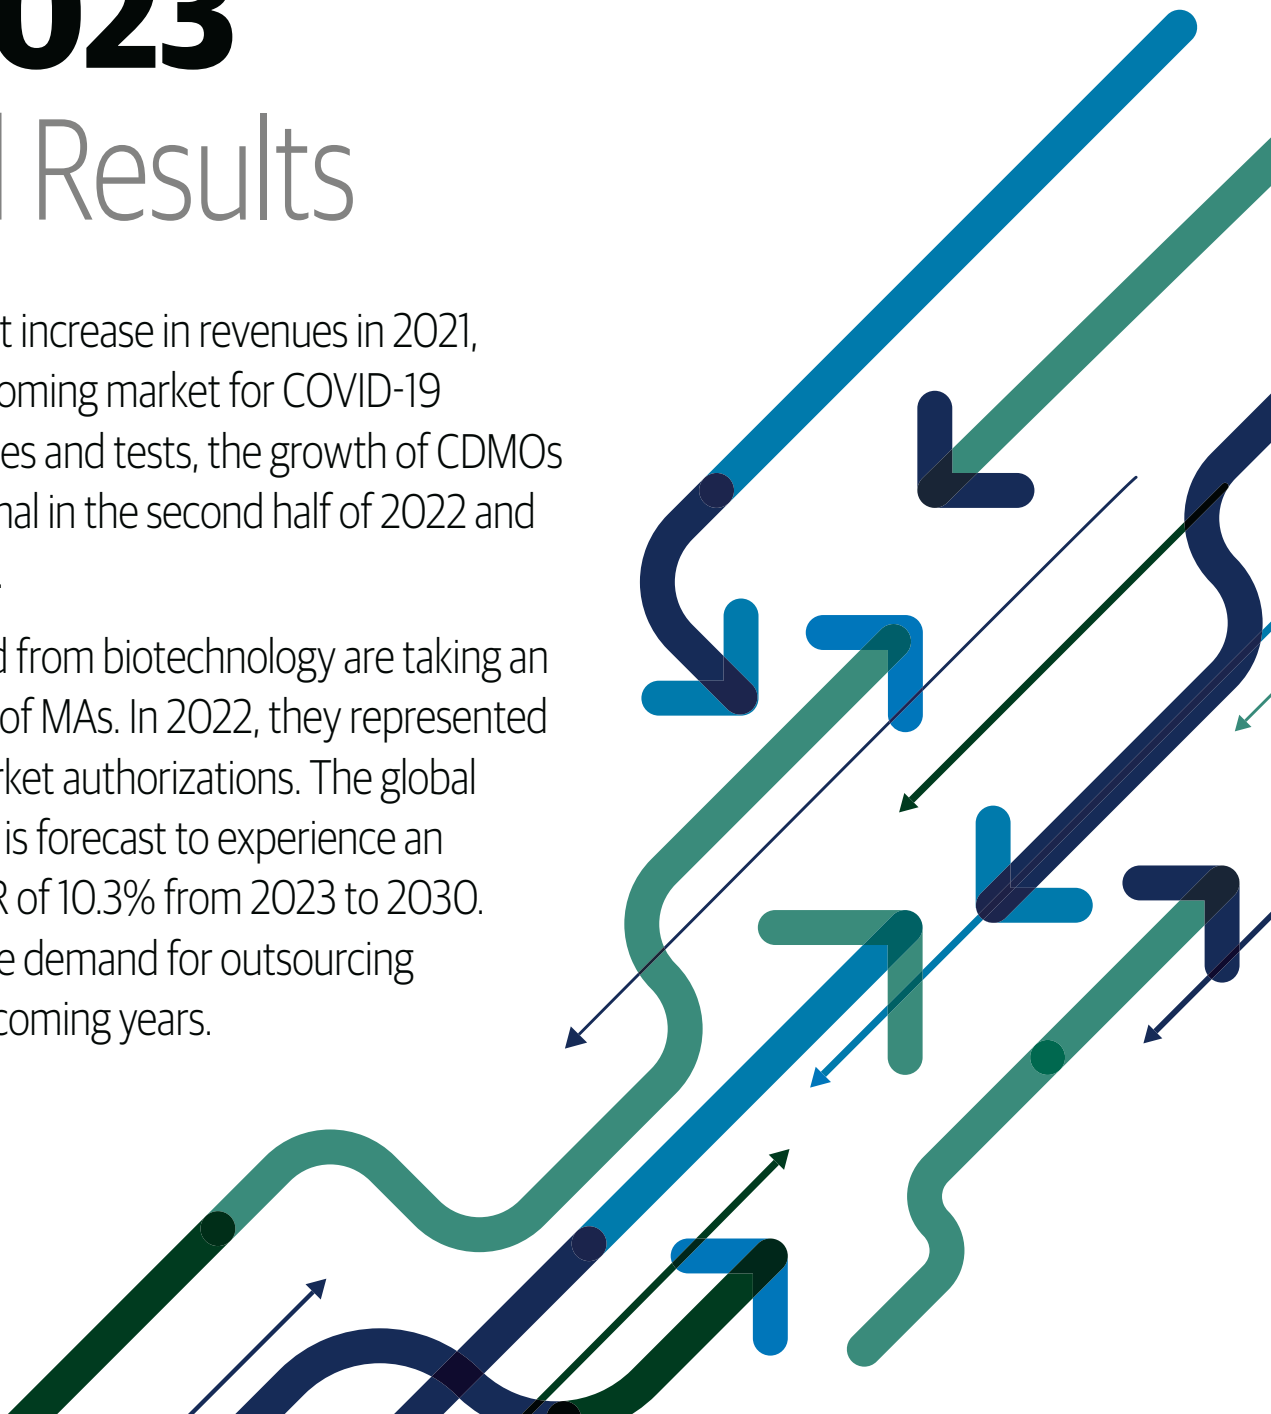 023
Results
t increase in revenues in 2021,
oming market for COVID-19
es and tests, the growth of CDMOs
nal in the second half of 2022 and
.
d from biotechnology are taking an
of MAs. In 2022, they represented
rket authorizations. The global
is forecast to experience an
R of 10.3% from 2023 to 2030.
e demand for outsourcing
coming years.